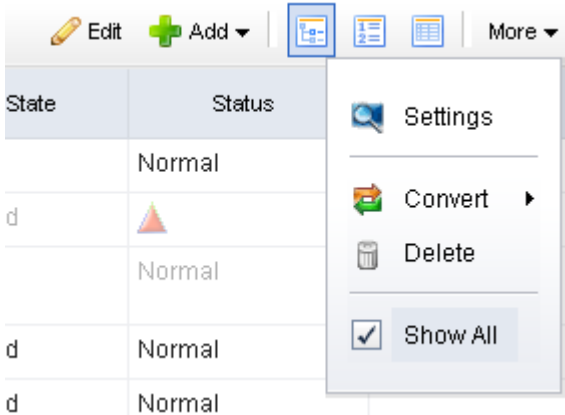 Edit Add More
State Status
Settings
Normal
Convert
d
Delete
Normal
Show All
d Normal
d Normal